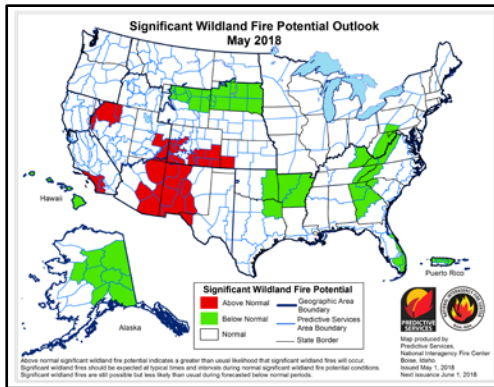 Significant Wildland Fire Potential Outlook
May 2018
Hawaii
Alaska
Puerto Rico
Significant Wildland Fire Potential
Above Normal
Below Normal
Normal
Geographic Area
Boundary
Predictive Services
Area Boundary
State Border
PREDICTIVE
SERVICES
Map produced by
Predictive Services,
National Interagency Fire Center
Boise, Idaho
Issued May 1, 2018
Next issuance June 1, 2018
Above normal significant wildland fire potential indicates a greater than usual likelihood that significant fires will occur.
Significant fires should be expected at typical times and intervals during normal significant fire potential conditions.
Significant fires are still possible but less likely than usual during forecasted below normal periods.